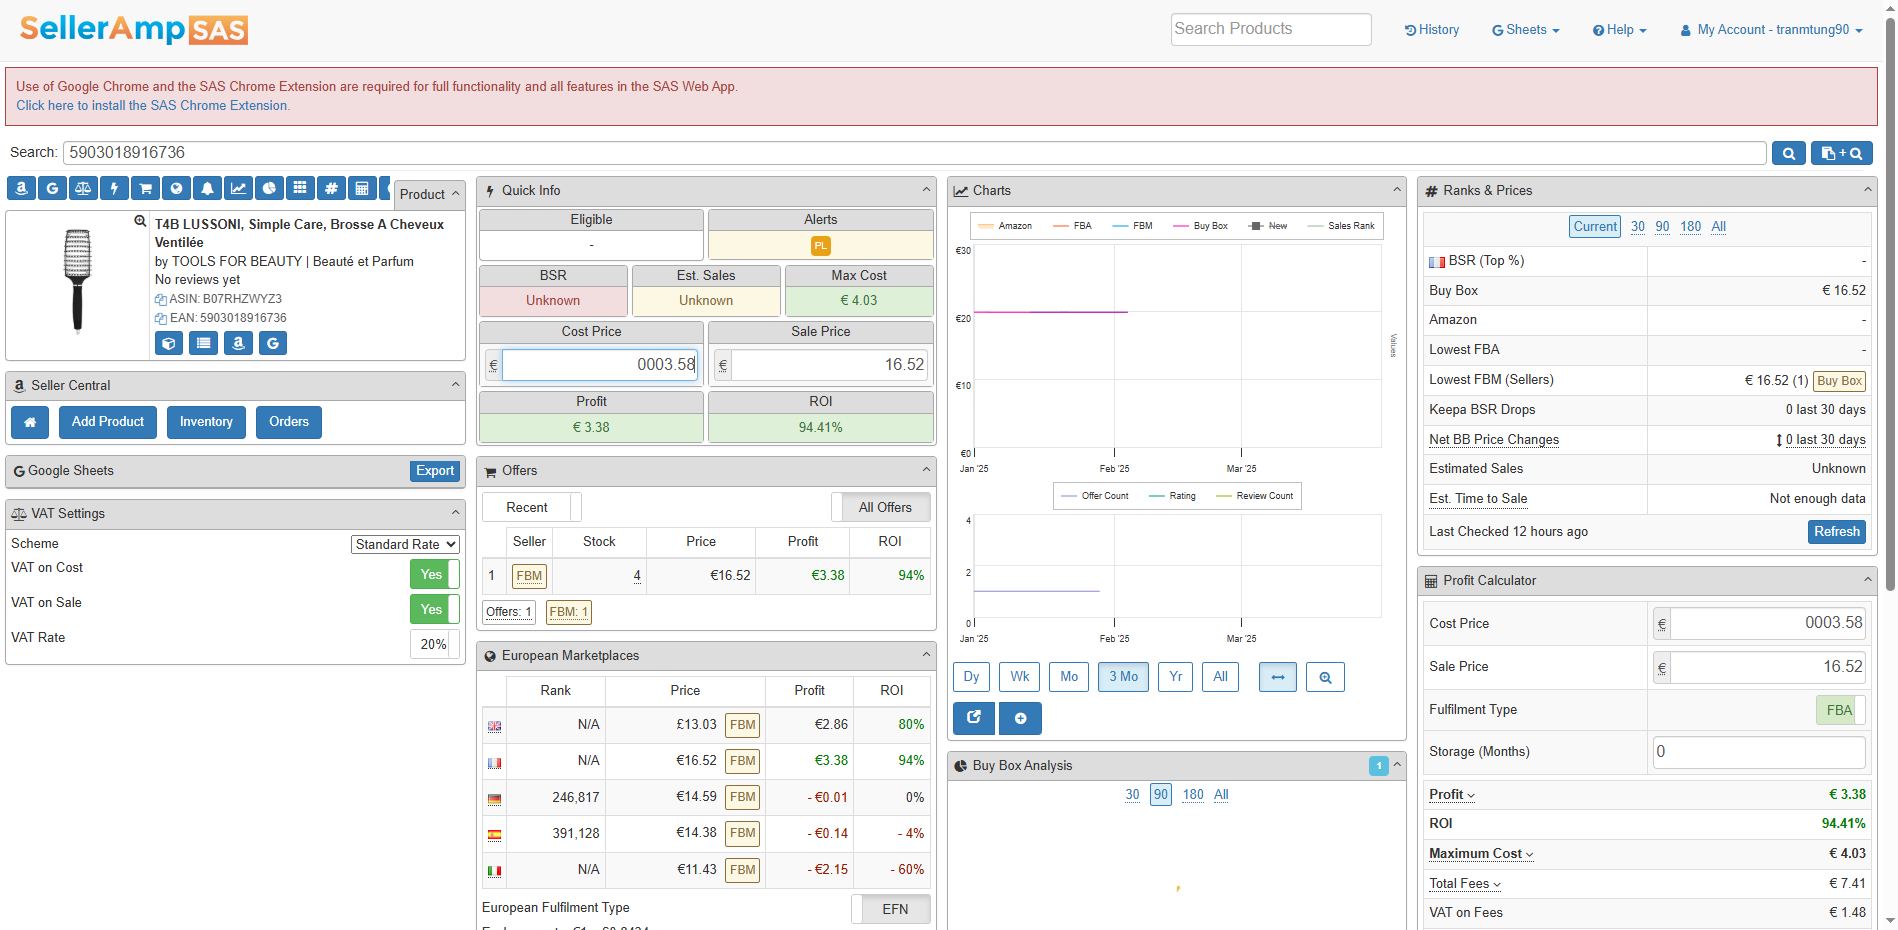 SellerAmp SAS
Search Products
History
Sheets
Help
My Account - tranmtung90
Use of Google Chrome and the SAS Chrome Extension are required for full functionality and all features in the SAS Web App.
Click here to install the SAS Chrome Extension.
Search: 5903018916736
Product
T4B LUSSONI, Simple Care, Brosse A Cheveux
Ventilée
by TOOLS FOR BEAUTY | Beauté et Parfum
No reviews yet
ASIN: B07RHZWYZ3
EAN: 5903018916736
Seller Central
Add Product Inventory Orders
Google Sheets Export
VAT Settings
Scheme Standard Rate
VAT on Cost Yes
VAT on Sale Yes
VAT Rate 20%
Quick Info
Eligible Alerts
- PL
BSR Est. Sales Max Cost
Unknown Unknown € 4.03
Cost Price Sale Price
€ 0003.58 € 16.52
Profit ROI
€ 3.38 94.41%
Offers
Recent All Offers
Seller Stock Price Profit ROI
1 FBM 4 €16.52 €3.38 94%
Offers: 1 FBM: 1
European Marketplaces
Rank Price Profit ROI
N/A £13.03 FBM €2.86 80%
N/A €16.52 FBM €3.38 94%
246,817 €14.59 FBM - €0.01 0%
391,128 €14.38 FBM - €0.14 - 4%
N/A €11.43 FBM - €2.15 - 60%
European Fulfilment Type EFN
Charts
Amazon FBA FBM Buy Box New Sales Rank
€30
€20
€10
€0
Values
Jan '25 Feb '25 Mar '25
Offer Count Rating Review Count
4
2
0
Jan '25 Feb '25 Mar '25
Dy Wk Mo 3 Mo Yr All
Buy Box Analysis 1
30 90 180 All
# Ranks & Prices
Current 30 90 180 All
BSR (Top %) -
Buy Box € 16.52
Amazon -
Lowest FBA -
Lowest FBM (Sellers) € 16.52 (1) Buy Box
Keepa BSR Drops 0 last 30 days
Net BB Price Changes 0 last 30 days
Estimated Sales Unknown
Est. Time to Sale Not enough data
Last Checked 12 hours ago Refresh
Profit Calculator
Cost Price € 0003.58
Sale Price € 16.52
Fulfilment Type FBA
Storage (Months) 0
Profit € 3.38
ROI 94.41%
Maximum Cost € 4.03
Total Fees € 7.41
VAT on Fees € 1.48